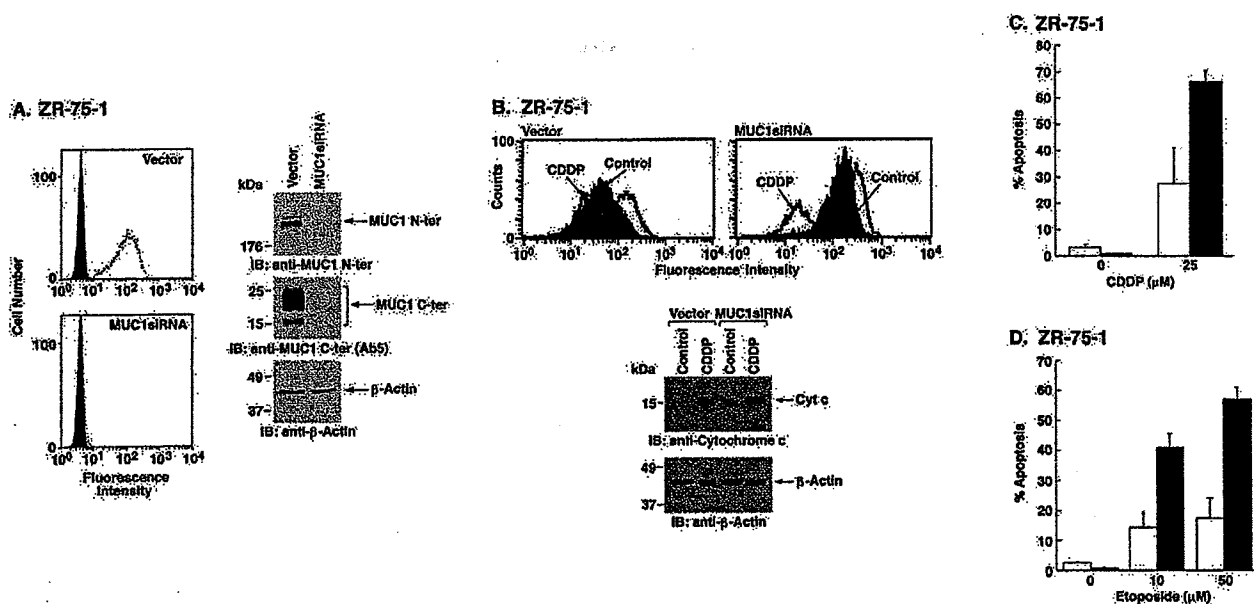 A. ZR-75-1
Vector
100
0
10⁰ 10¹ 10² 10³ 10⁴
MUC1siRNA
100
0
10⁰ 10¹ 10² 10³ 10⁴
Cell Number
Fluorescence
Intensity
Vector
MUC1siRNA
kDa
MUC1 N-ter
176
IB: anti-MUC1 N-ter
25
MUC1 C-ter
15
IB: anti-MUC1 C-ter (Ab5)
49
β-Actin
37
IB: anti-β-Actin
B. ZR-75-1
Vector
MUC1siRNA
100
Counts
0
CDDP
Control
CDDP
Control
10⁰ 10¹ 10² 10³ 10⁴
10⁰ 10¹ 10² 10³ 10⁴
Fluorescence Intensity
Vector MUC1siRNA
Control
CDDP
Control
CDDP
kDa
15
Cyt c
IB: anti-Cytochrome c
49
β-Actin
37
IB: anti-β-Actin
C. ZR-75-1
80
70
60
50
40
30
20
10
0
% Apoptosis
0 25
CDDP (μM)
D. ZR-75-1
70
60
50
40
30
20
10
0
% Apoptosis
0 10 50
Etoposide (μM)